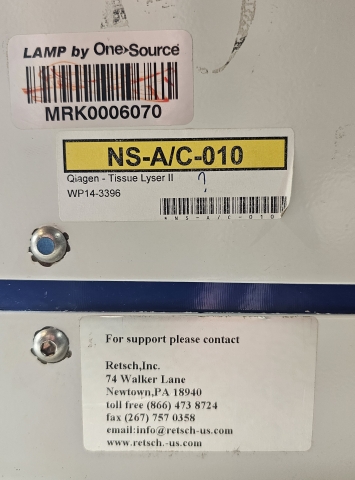 LAMP by One>Source
MRK0006070
NS-A/C-010
Qiagen - Tissue Lyser II ?
WP14-3396
*NS-A/C-010*
For support please contact
Retsch,Inc.
74 Walker Lane
Newtown,PA 18940
toll free (866) 473 8724
fax (267) 757 0358
email:info@retsch-us.com
www.retsch.-us.com